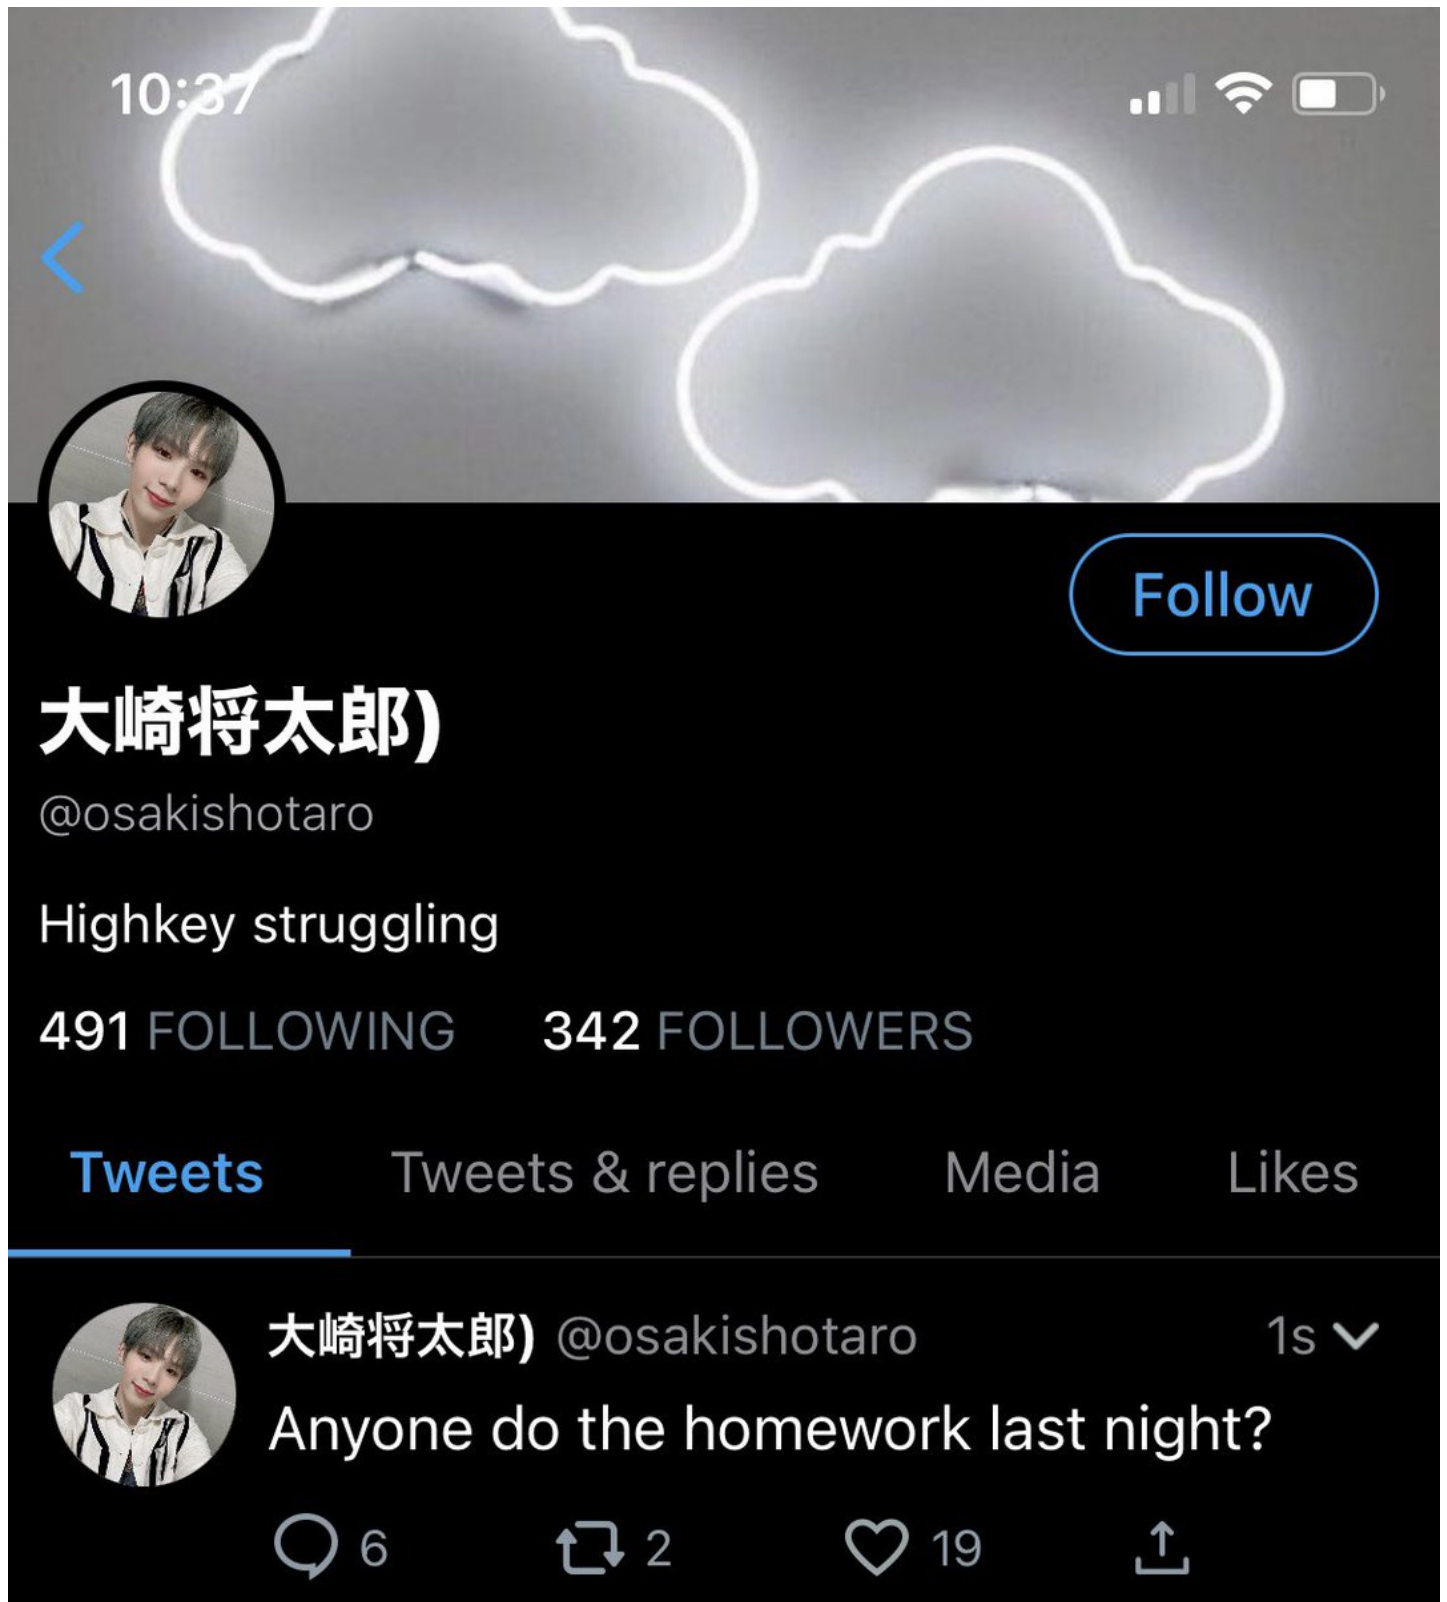 10:37
Follow
大崎将太郎)
@osakishotaro
Highkey struggling
491 FOLLOWING 342 FOLLOWERS
Tweets Tweets & replies Media Likes
大崎将太郎) @osakishotaro 1s
Anyone do the homework last night?
6 2 19